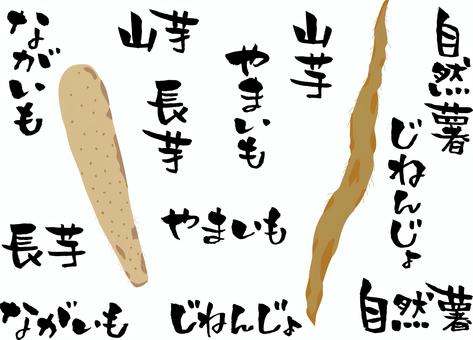 ながいも
山芋
長芋
やまいも
山芋
自然薯
じねんじょ
長芋
やまいも
ながいも
じねんじょ
自然薯